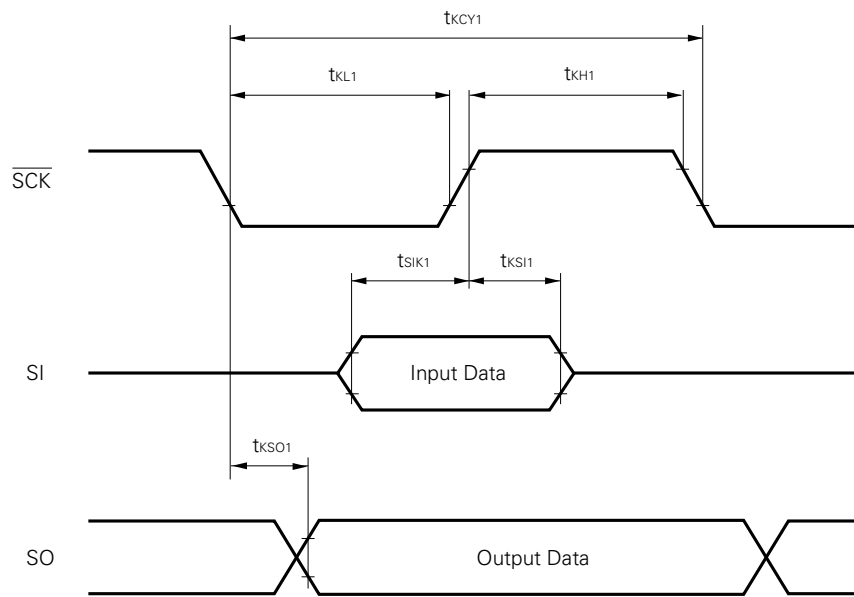 tKCY1
tKL1 tKH1
SCK
tSIK1 tKSI1
SI Input Data
tKSO1
SO Output Data